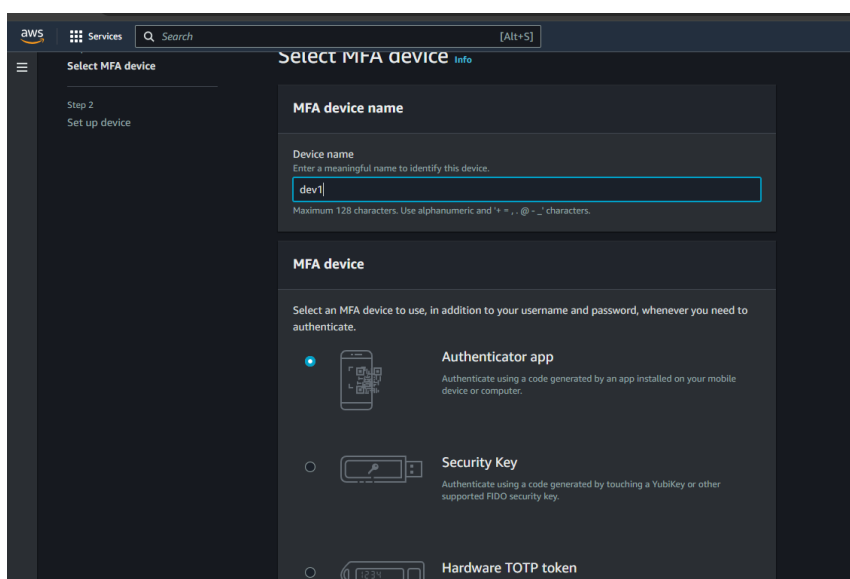 aws
Services
Search
[Alt+S]
Select MFA device
Step 2
Set up device
Select MFA device Info
MFA device name
Device name
Enter a meaningful name to identify this device.
dev1
Maximum 128 characters. Use alphanumeric and '+ = , . @ - _' characters.
MFA device
Select an MFA device to use, in addition to your username and password, whenever you need to
authenticate.
Authenticator app
Authenticate using a code generated by an app installed on your mobile
device or computer.
Security Key
Authenticate using a code generated by touching a YubiKey or other
supported FIDO security key.
1234
Hardware TOTP token